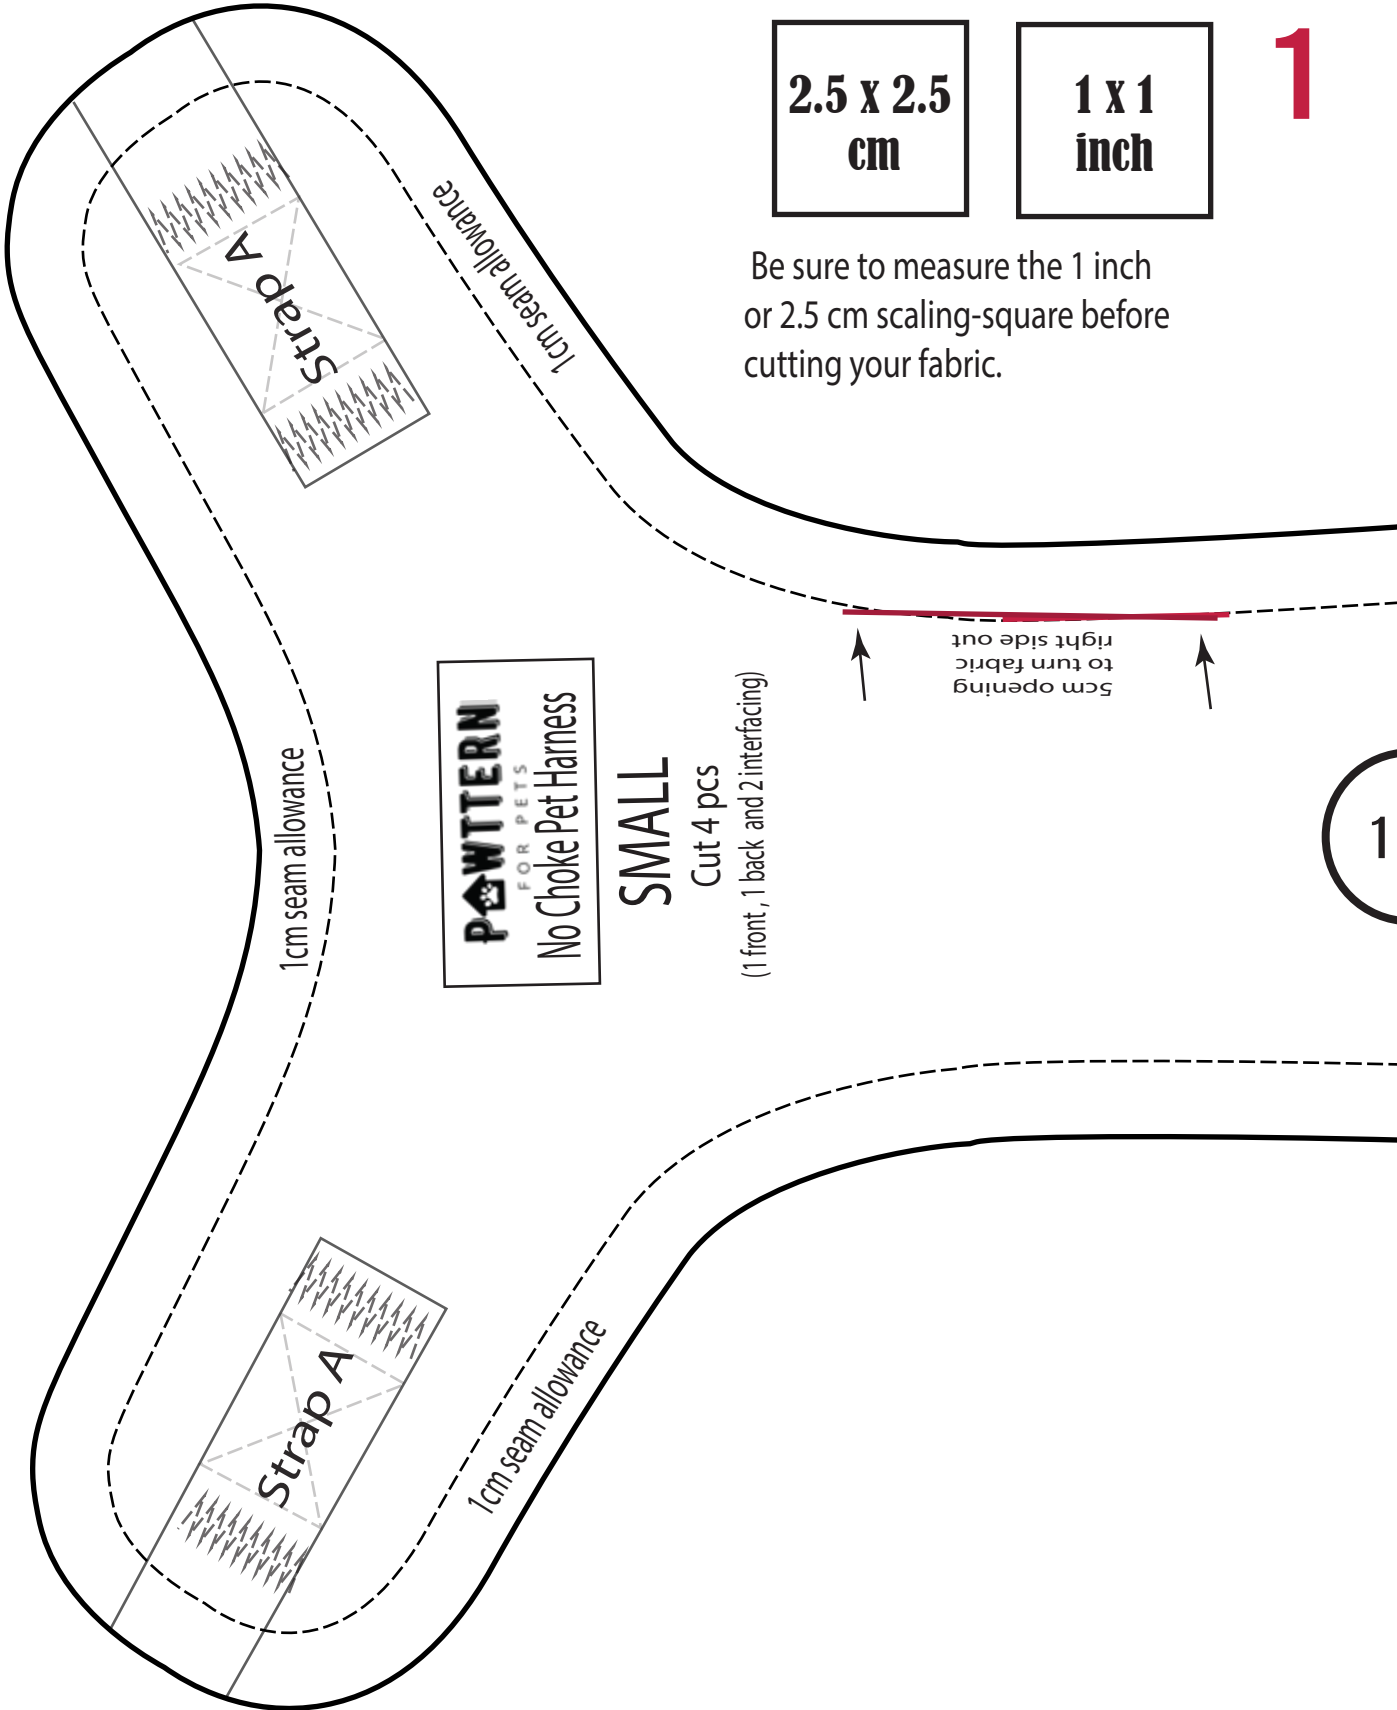 2.5 x 2.5
cm
1 x 1
inch
1
Be sure to measure the 1 inch
or 2.5 cm scaling-square before
cutting your fabric.
Strap A
1cm seam allowance
5cm opening
to turn fabric
right side out
1cm seam allowance
PAWTTERN
FOR PETS
No Choke Pet Harness
SMALL
Cut 4 pcs
(1 front , 1 back and 2 interfacing)
1
Strap A
1cm seam allowance